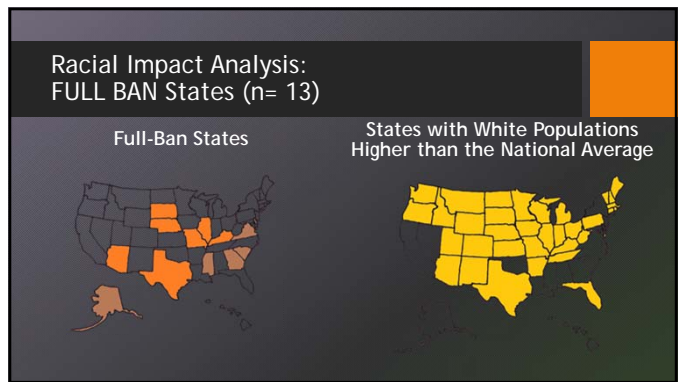 Racial Impact Analysis:
FULL BAN States (n= 13)
Full-Ban States
States with White Populations
Higher than the National Average